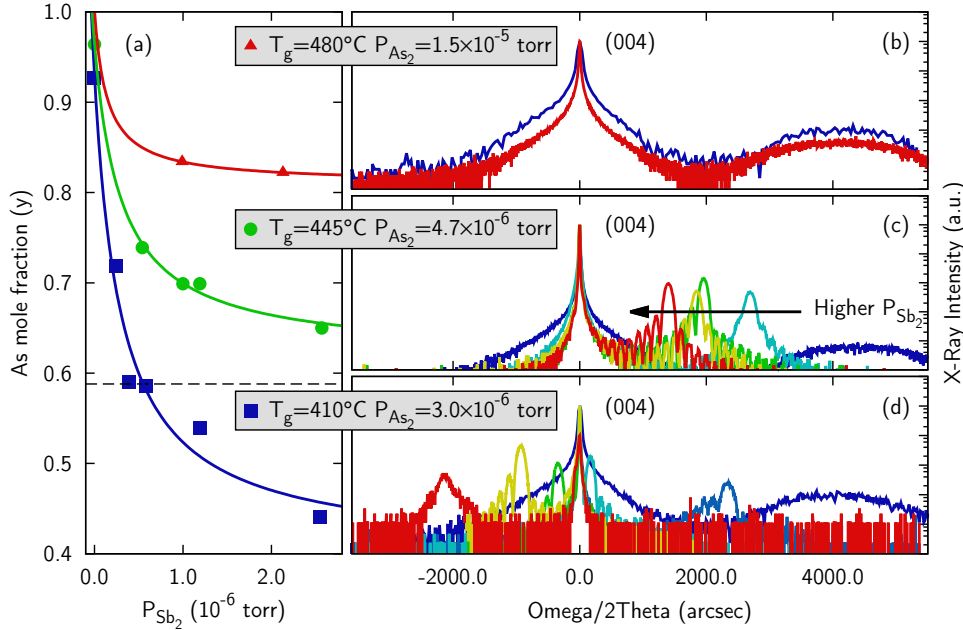 (a)
T_g=480°C P_As₂=1.5×10⁻⁵ torr
(004)
(b)
T_g=445°C P_As₂=4.7×10⁻⁶ torr
(004)
(c)
Higher P_Sb₂
T_g=410°C P_As₂=3.0×10⁻⁶ torr
(004)
(d)
As mole fraction (y)
1.0
0.9
0.8
0.7
0.6
0.5
0.4
0.0 1.0 2.0
P_Sb₂ (10⁻⁶ torr)
-2000.0 0.0 2000.0 4000.0
Omega/2Theta (arcsec)
X-Ray Intensity (a.u.)